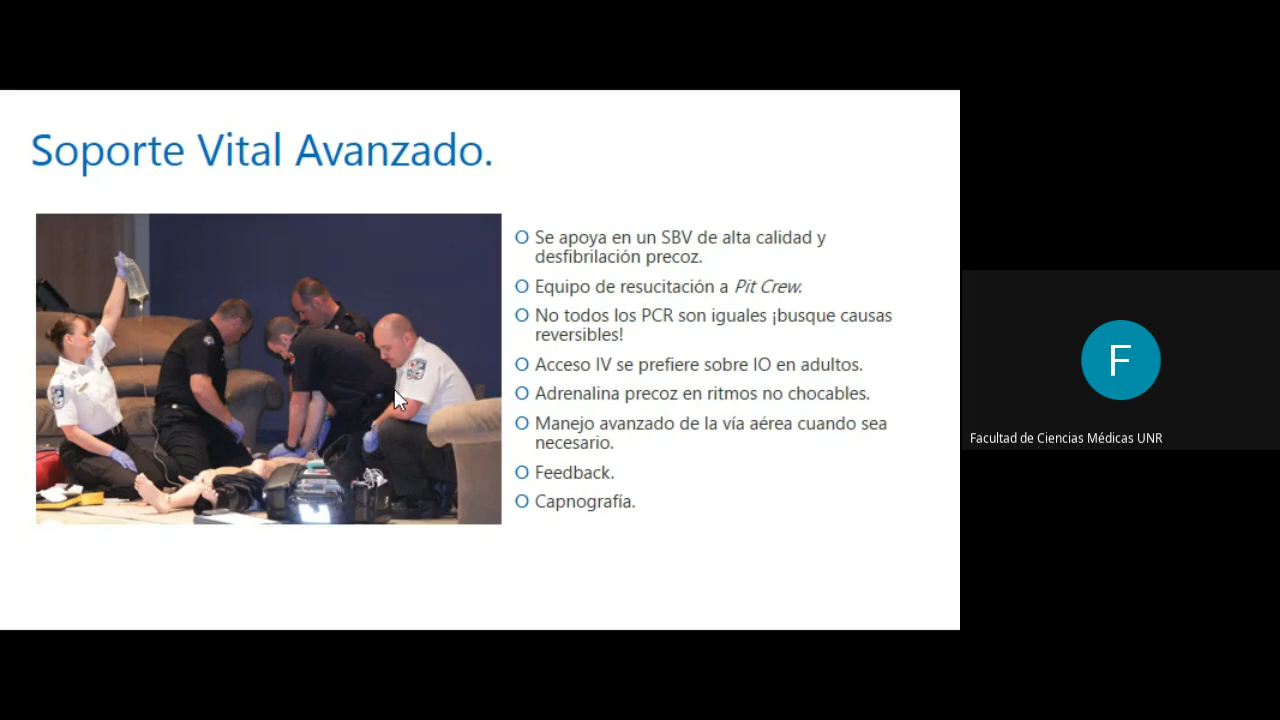 Soporte Vital Avanzado.
O Se apoya en un SBV de alta calidad y
desfibrilación precoz.
O Equipo de resucitación a Pit Crew.
O No todos los PCR son iguales ¡busque causas
reversibles!
O Acceso IV se prefiere sobre IO en adultos.
O Adrenalina precoz en ritmos no chocables.
O Manejo avanzado de la vía aérea cuando sea
necesario.
O Feedback.
O Capnografía.
F
Facultad de Ciencias Médicas UNR